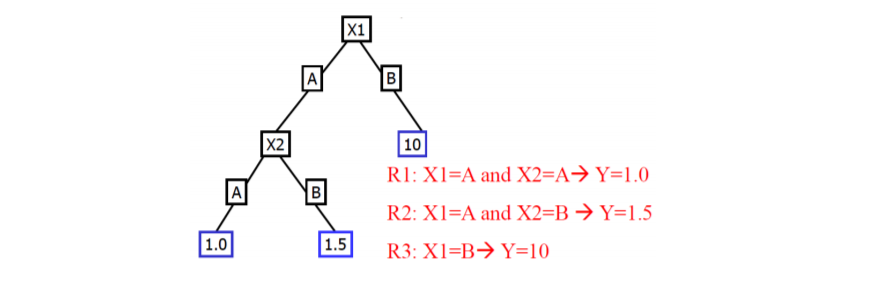 X1
A B
X2 10
R1: X1=A and X2=A→ Y=1.0
A B
R2: X1=A and X2=B → Y=1.5
1.0 1.5
R3: X1=B→ Y=10